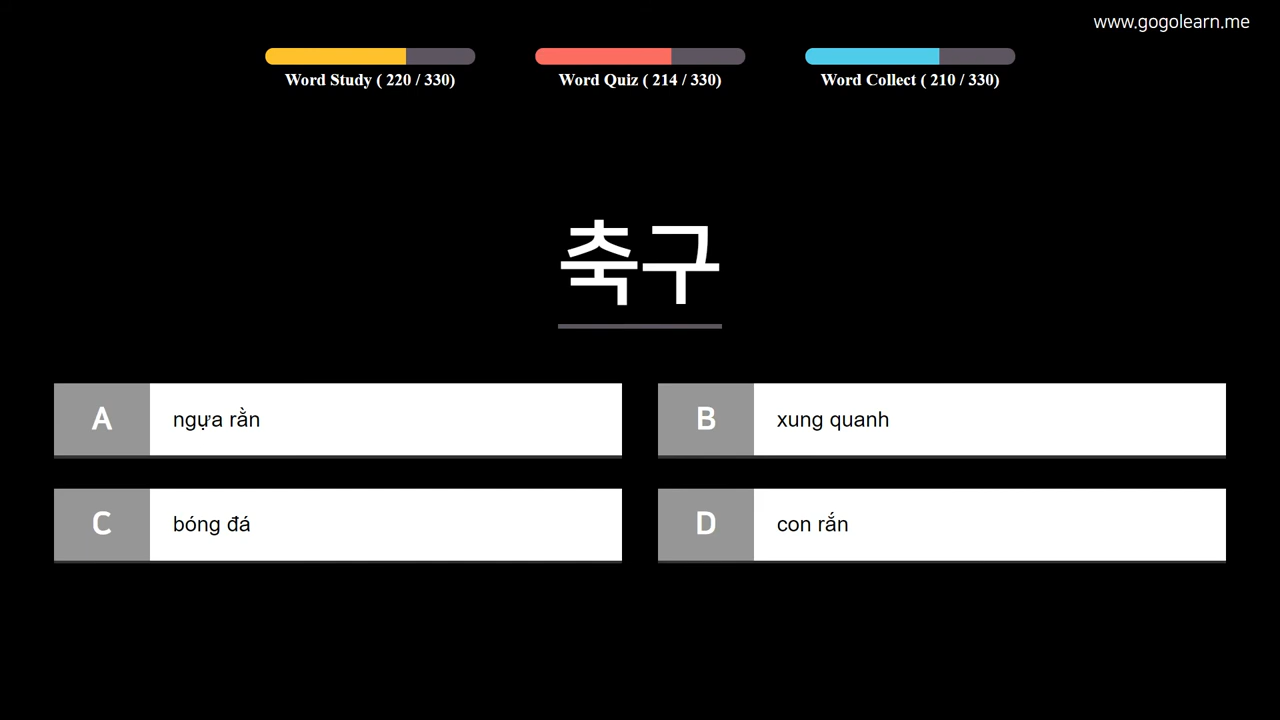 www.gogolearn.me
Word Study ( 220 / 330)
Word Quiz ( 214 / 330)
Word Collect ( 210 / 330)
축구
A
ngựa rằn
B
xung quanh
C
bóng đá
D
con rắn